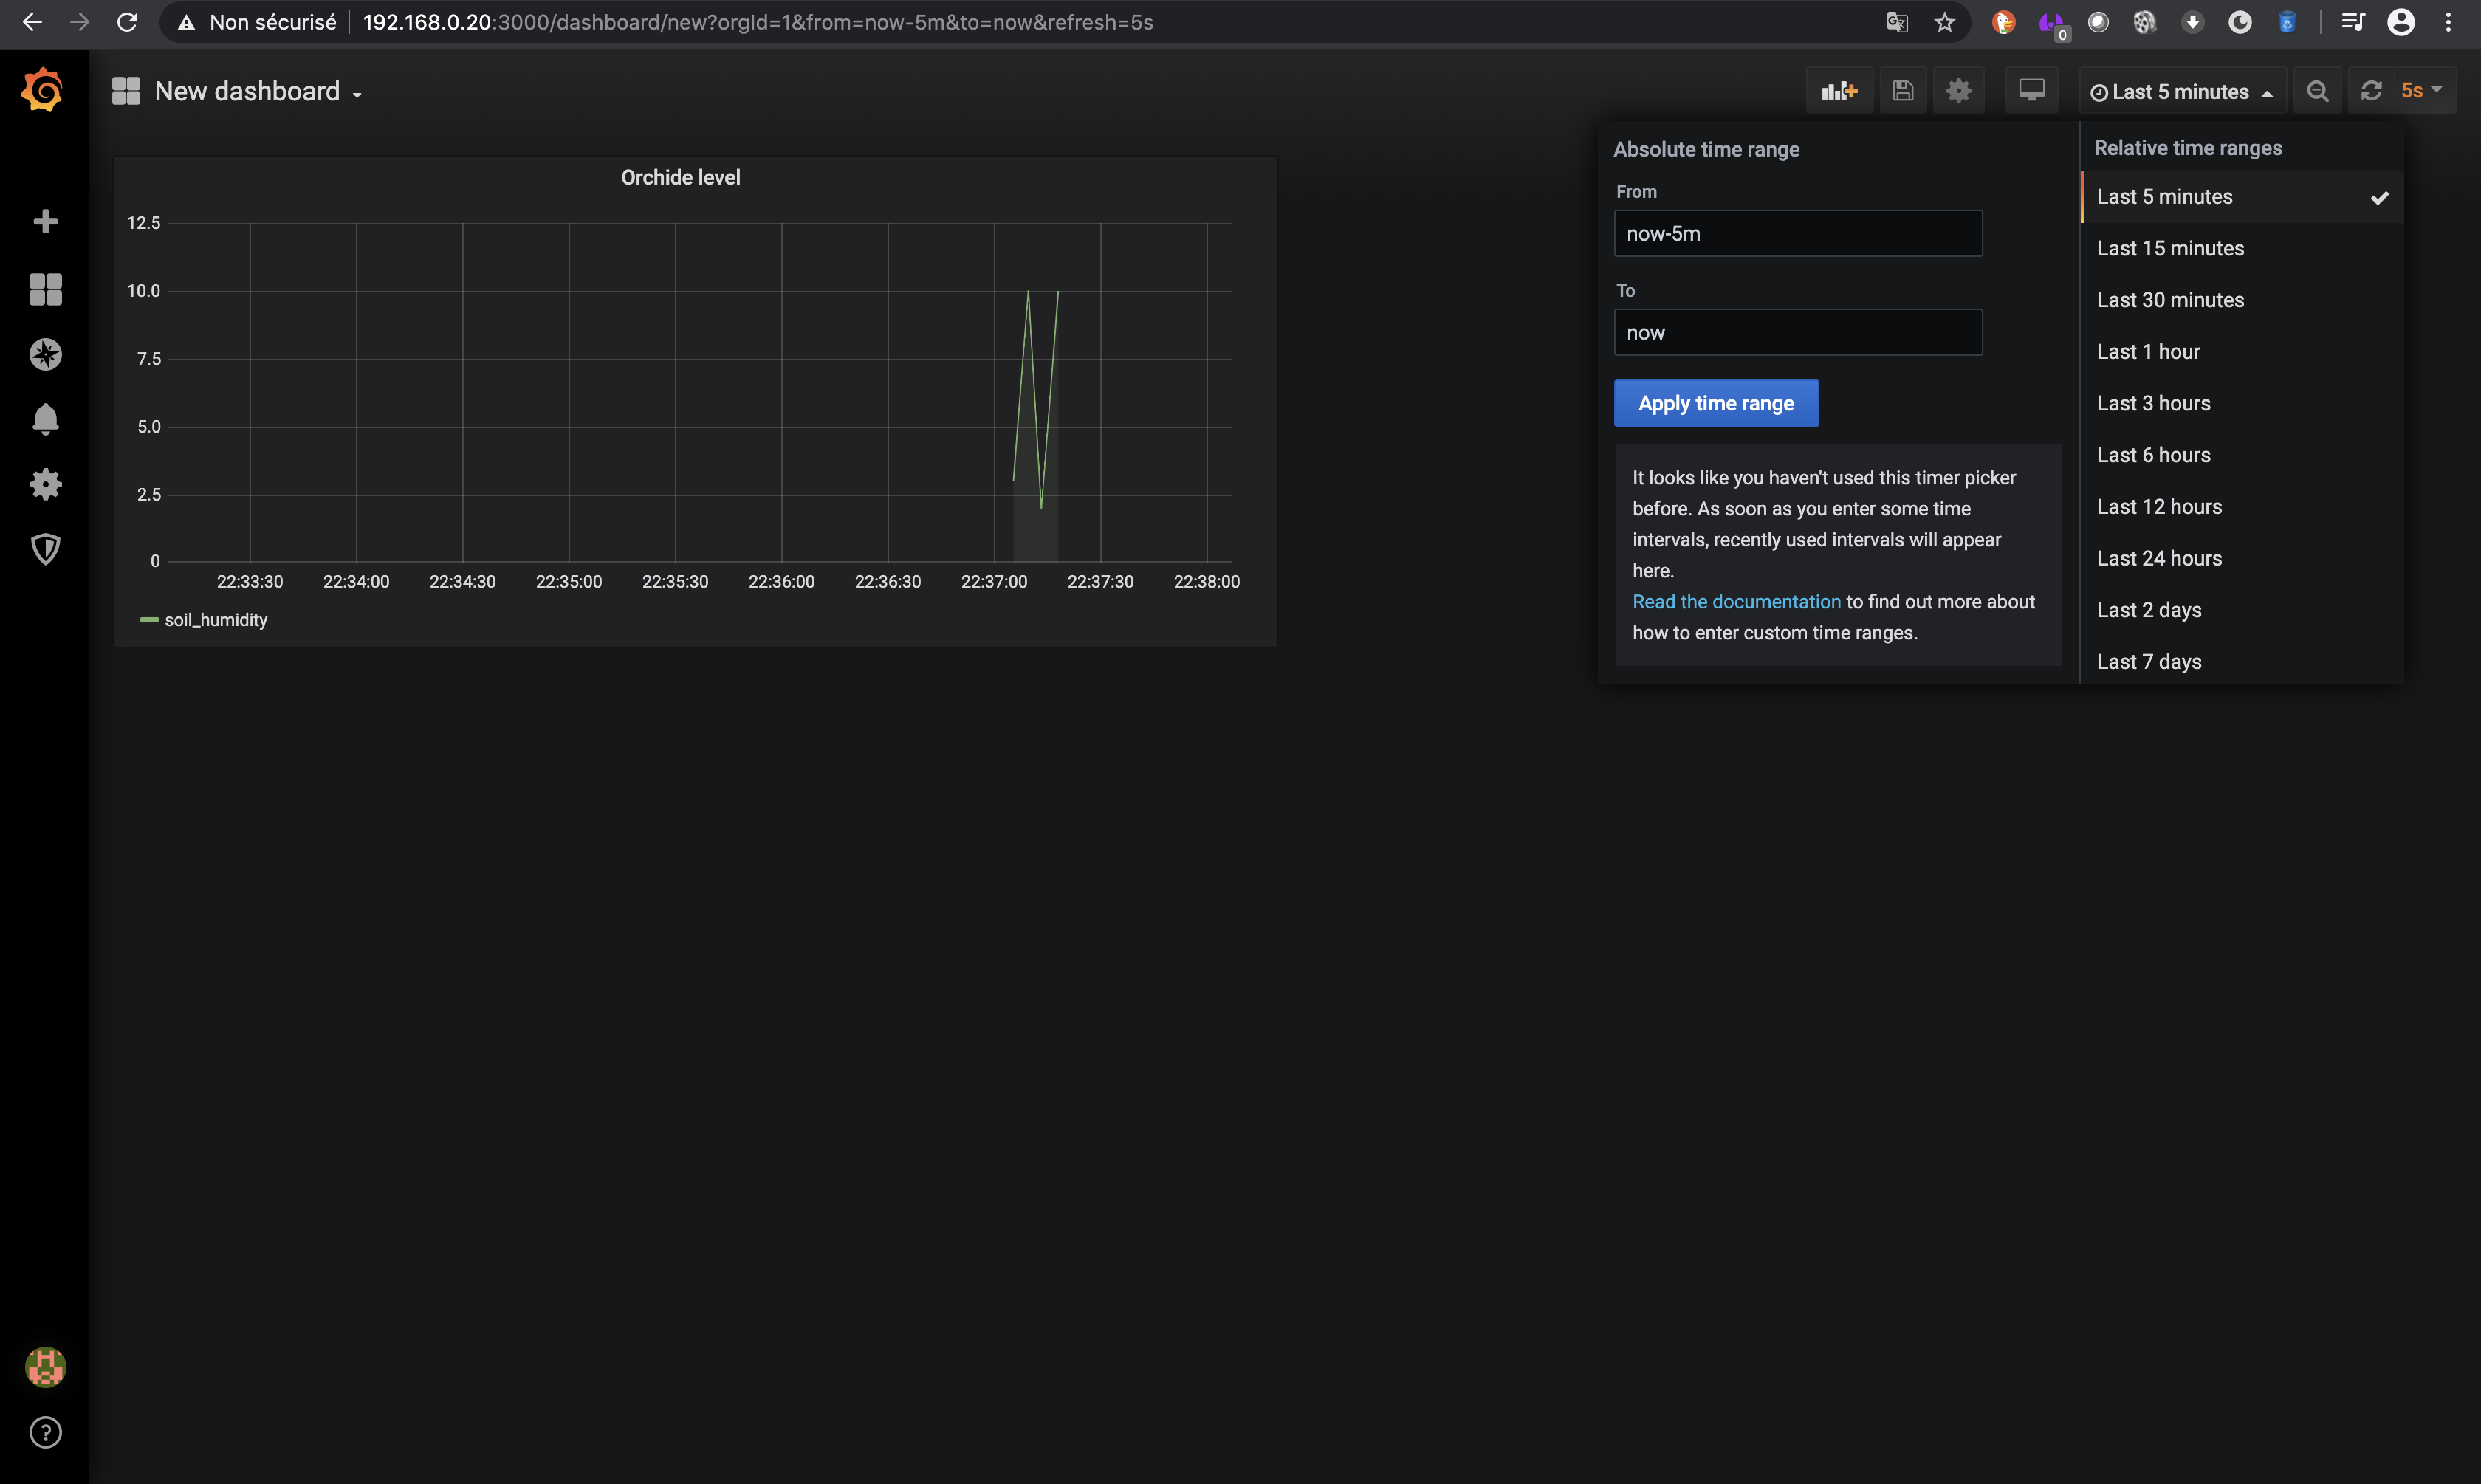 Non sécurisé 192.168.0.20:3000/dashboard/new?orgId=1&from=now-5m&to=now&refresh=5s
0
New dashboard
Last 5 minutes
5s
Orchide level
12.5
10.0
7.5
5.0
2.5
0
22:33:30 22:34:00 22:34:30 22:35:00 22:35:30 22:36:00 22:36:30 22:37:00 22:37:30 22:38:00
soil_humidity
Absolute time range
From
now-5m
To
now
Apply time range
It looks like you haven't used this timer picker
before. As soon as you enter some time
intervals, recently used intervals will appear
here.
Read the documentation to find out more about
how to enter custom time ranges.
Relative time ranges
Last 5 minutes
Last 15 minutes
Last 30 minutes
Last 1 hour
Last 3 hours
Last 6 hours
Last 12 hours
Last 24 hours
Last 2 days
Last 7 days